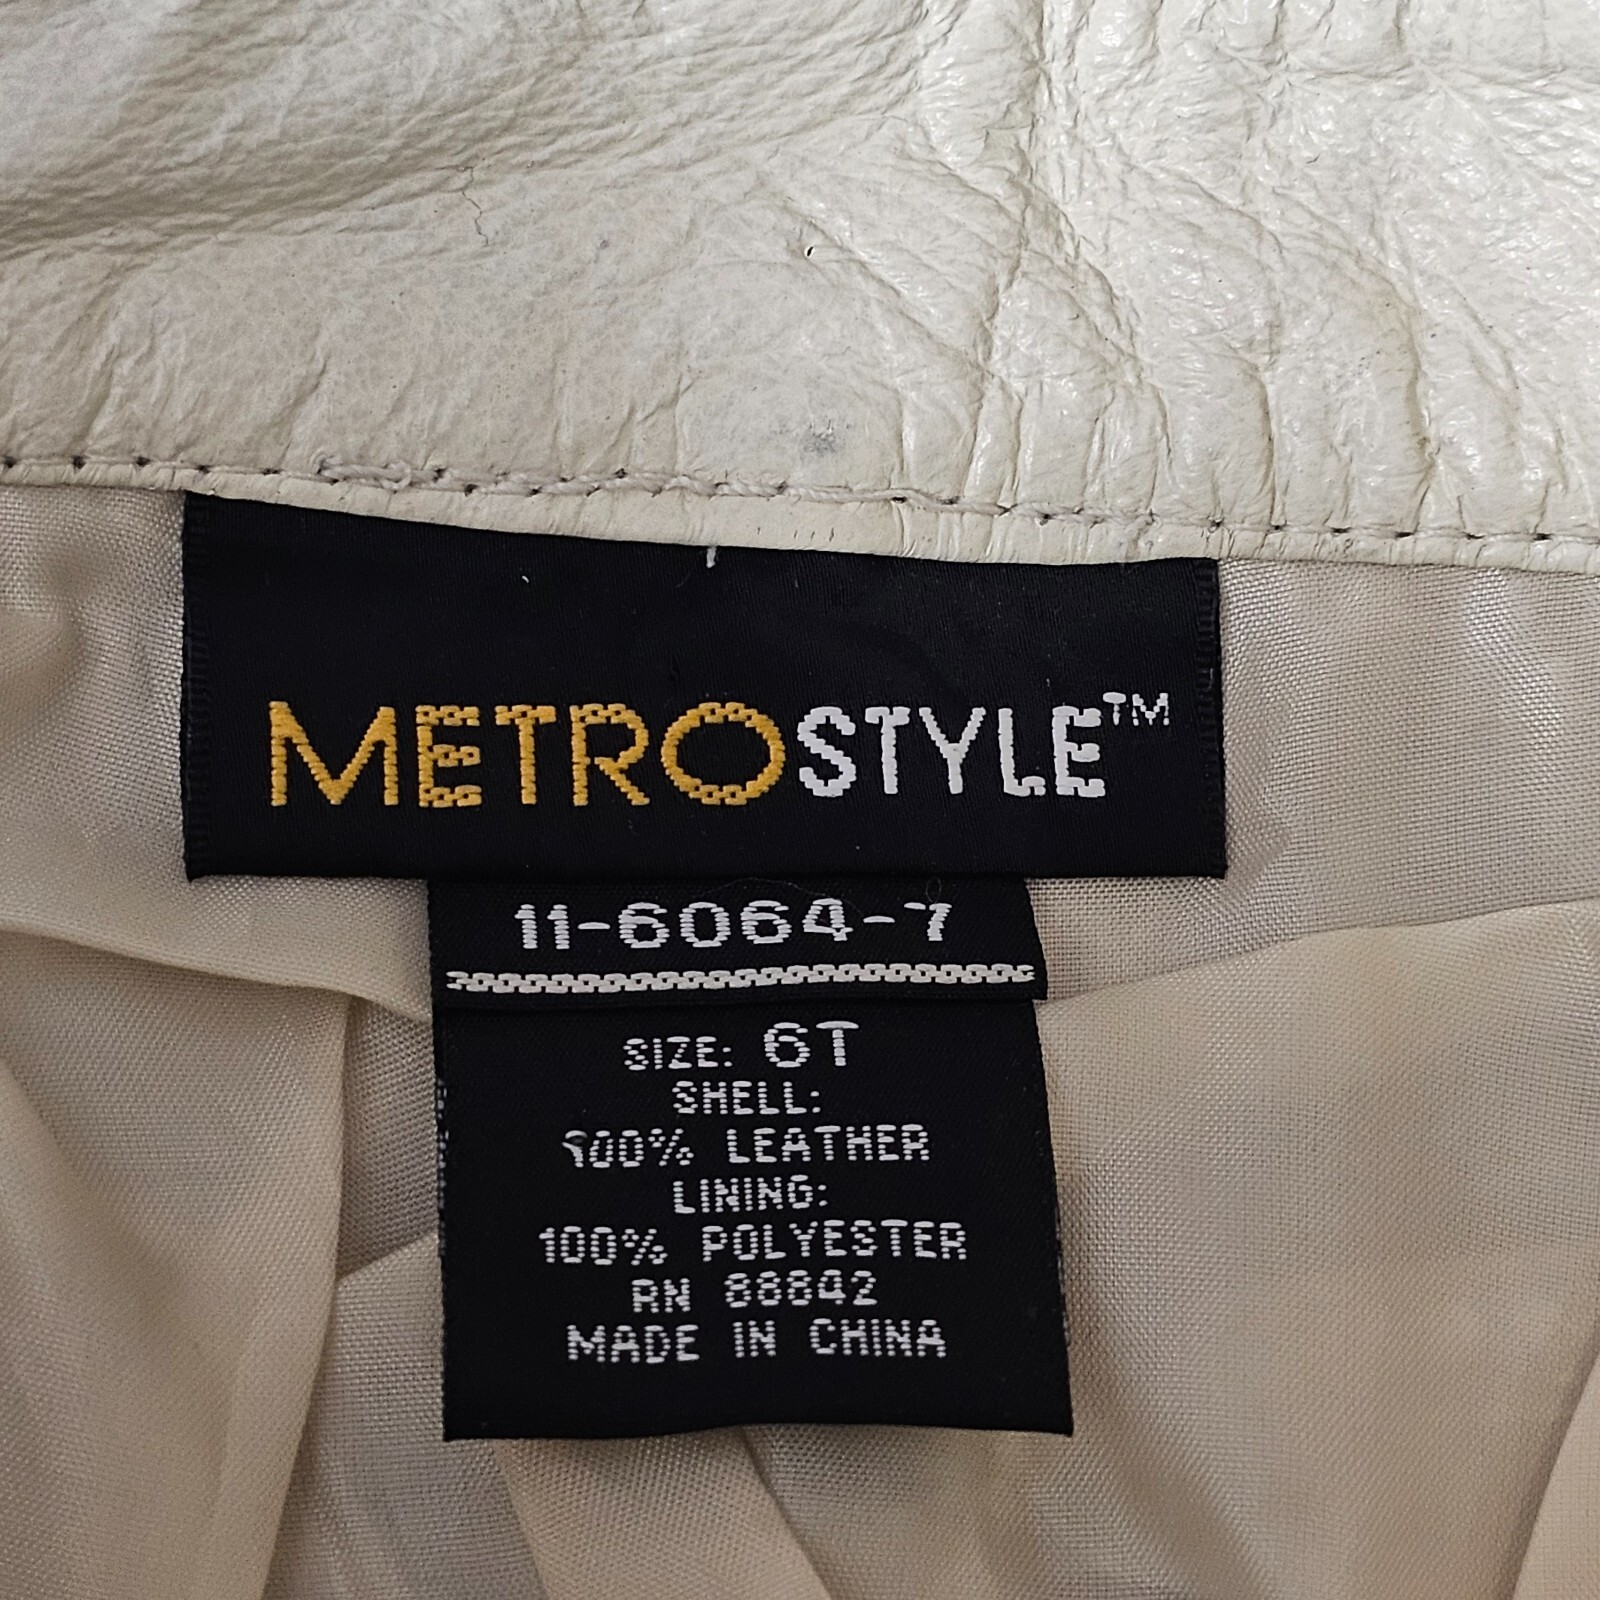 METROSTYLE™
11-6064-7
SIZE: 6T
SHELL:
100% LEATHER
LINING:
100% POLYESTER
RN 88842
MADE IN CHINA